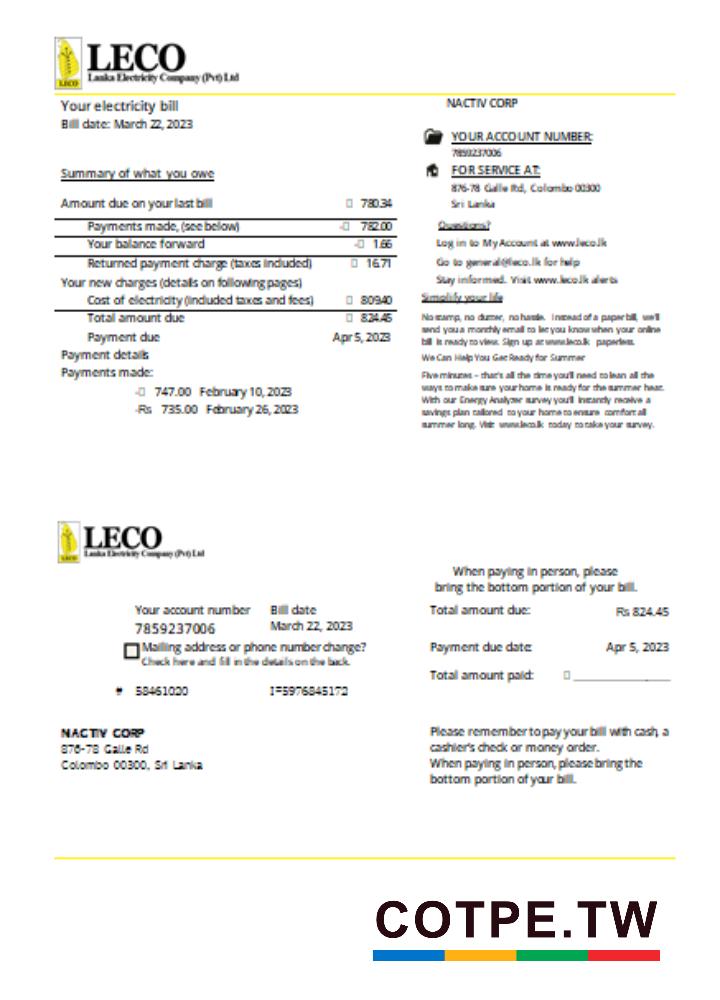 LECO
LECO
Lanka Electricity Company (Pvt) Ltd
Your electricity bill
Bill date: March 22, 2023
Summary of what you owe
Amount due on your last bill 780.34
Payments made, (see below) - 782.00
Your balance forward - 1.66
Returned payment charge (taxes included) 16.71
Your new charges (details on following pages)
Cost of electricity (included taxes and fees) 809.40
Total amount due 824.45
Payment due Apr 5, 2023
Payment details
Payments made:
- 747.00 February 10, 2023
-Rs 735.00 February 26, 2023
NACTIV CORP
YOUR ACCOUNT NUMBER:
7859237006
FOR SERVICE AT:
876-78 Galle Rd, Colombo 00300
Sri Lanka
Questions?
Log in to My Account at www.leco.lk
Go to general@leco.lk for help
Stay informed. Visit www.leco.lk alerts
Simplify your life
No stamp, no clutter, no hassle. Instead of a paper bill, we'll
send you a monthly email to let you know when your online
bill is ready to view. Sign up at www.leco.lk paperless.
We Can Help You Get Ready for Summer
Five minutes – that's all the time you'll need to lean all the
ways to make sure your home is ready for the summer heat.
With our Energy Analyzer survey you'll instantly receive a
savings plan tailored to your home to ensure comfort all
summer long. Visit www.leco.lk today to take your survey.
LECO
LECO
Lanka Electricity Company (Pvt) Ltd
When paying in person, please
bring the bottom portion of your bill.
Your account number Bill date
7859237006 March 22, 2023
Mailing address or phone number change?
Check here and fill in the details on the back.
# 58461020 1=5976845172
Total amount due: Rs 824.45
Payment due date: Apr 5, 2023
Total amount paid:
NACTIV CORP
876-78 Galle Rd
Colombo 00300, Sri Lanka
Please remember to pay your bill with cash, a
cashier's check or money order.
When paying in person, please bring the
bottom portion of your bill.
COTPE.TW